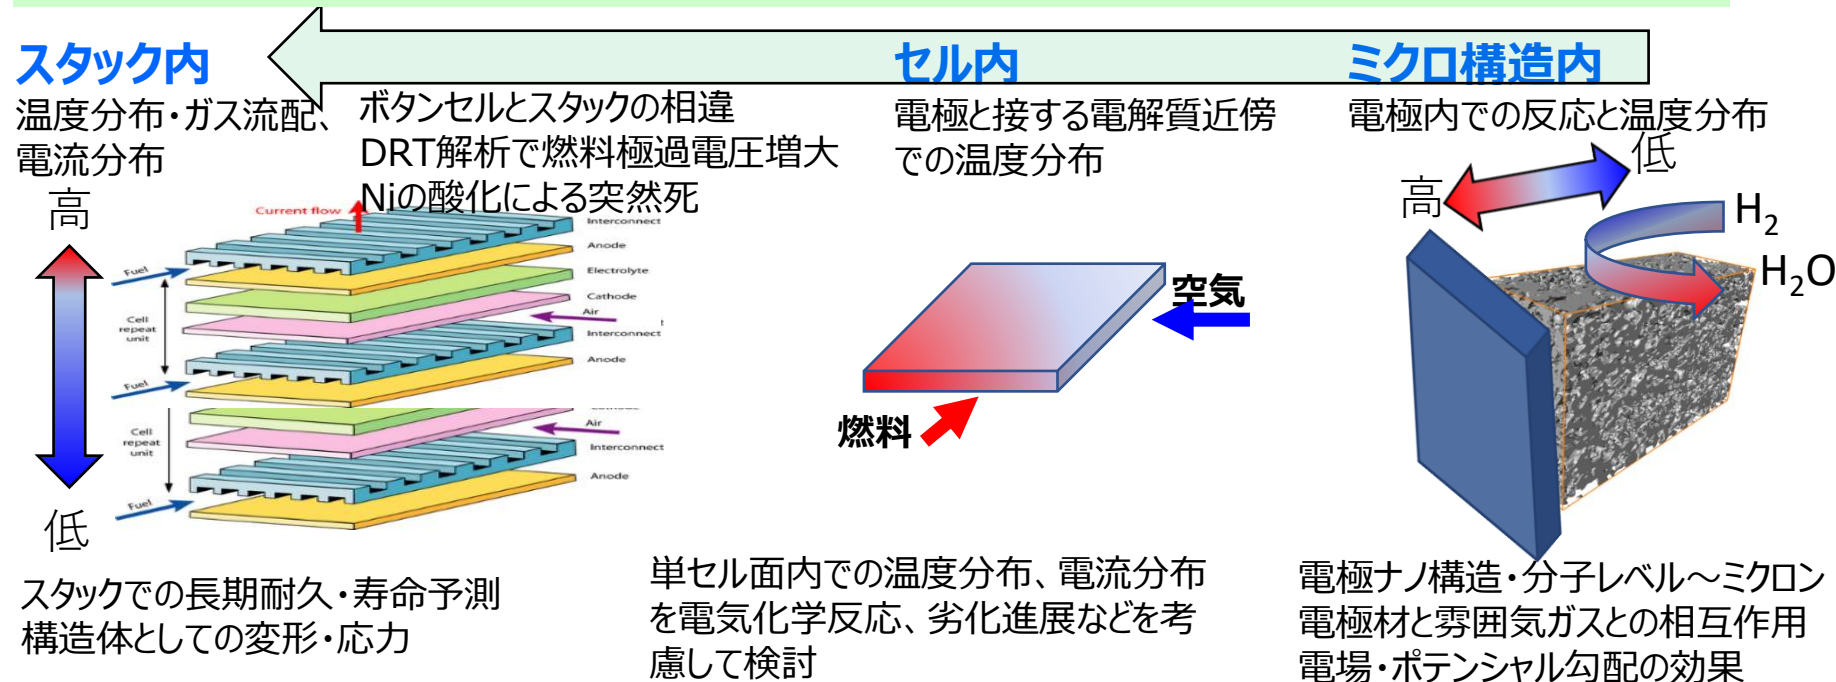 スタック内
温度分布・ガス流配、
電流分布
ボタンセルとスタックの相違
DRT解析で燃料極過電圧増大
Niの酸化による突然死
高
低
Current flow
Interconnect
Anode
Electrolyte
Cathode
Air
Interconnect
Anode
Fuel
Cell
repeat
unit
Fuel
Air
Interconnect
Anode
Cell
repeat
unit
Fuel
スタックでの長期耐久・寿命予測
構造体としての変形・応力
セル内
電極と接する電解質近傍
での温度分布
空気
燃料
単セル面内での温度分布、電流分布
を電気化学反応、劣化進展などを考
慮して検討
ミクロ構造内
電極内での反応と温度分布
低
高
H₂
H₂O
電極ナノ構造・分子レベル～ミクロン
電極材と雰囲気ガスとの相互作用
電場・ポテンシャル勾配の効果